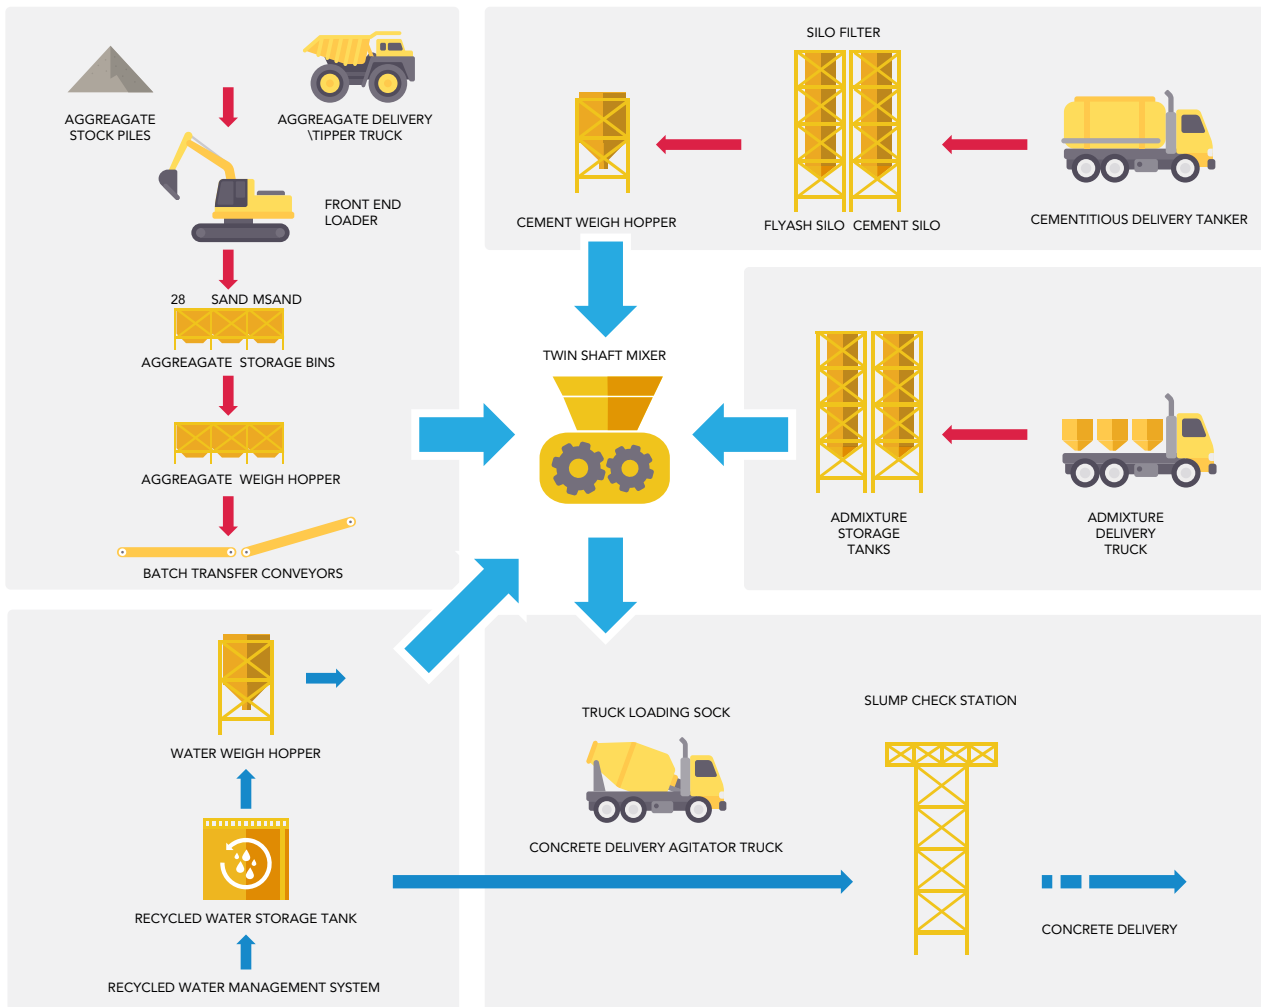 AGGREAGATE
STOCK PILES
AGGREAGATE DELIVERY
\TIPPER TRUCK
FRONT END
LOADER
28 SAND MSAND
AGGREAGATE STORAGE BINS
AGGREAGATE WEIGH HOPPER
BATCH TRANSFER CONVEYORS
SILO FILTER
CEMENT WEIGH HOPPER
FLYASH SILO CEMENT SILO
CEMENTITIOUS DELIVERY TANKER
TWIN SHAFT MIXER
ADMIXTURE
STORAGE
TANKS
ADMIXTURE
DELIVERY
TRUCK
WATER WEIGH HOPPER
RECYCLED WATER STORAGE TANK
RECYCLED WATER MANAGEMENT SYSTEM
TRUCK LOADING SOCK
CONCRETE DELIVERY AGITATOR TRUCK
SLUMP CHECK STATION
CONCRETE DELIVERY